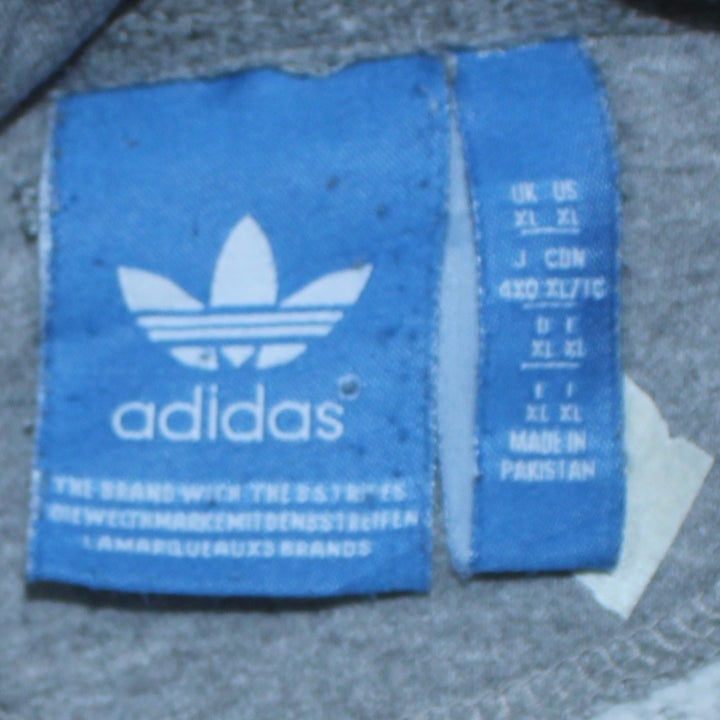 adidas
THE BRAND WITH THE 3 STRIPES
DIE WELTMARKE MIT DEN 3 STREIFEN
LA MARQUE AUX 3 BANDES
UK US
XL XL
J CDN
4XO XL/TG
D F
XL XL
E I
XL XL
MADE IN
PAKISTAN